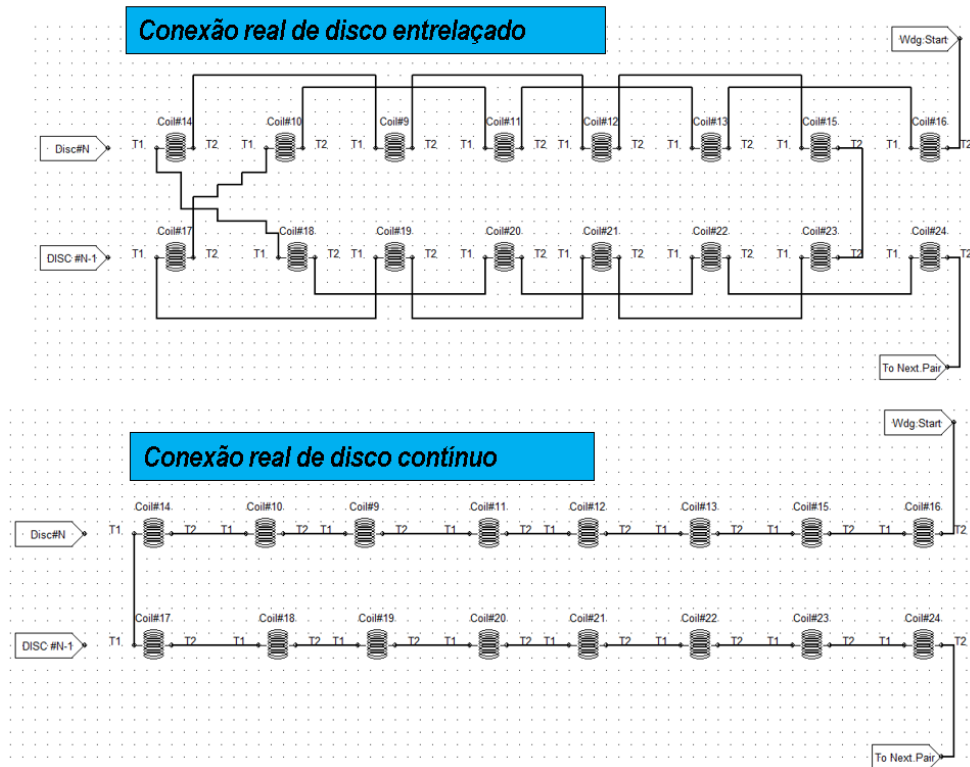 Conexão real de disco entrelaçado
Wdg.Start
Coil#14 Coil#10 Coil#9 Coil#11 Coil#12 Coil#13 Coil#15. Coil#16.
Disc#N T1 T2 T1 T2 T1 T2 T1 T2 T1 T2 T1 T2 T1 T2 T1 T2
Coil#17 Coil#18. Coil#19. Coil#20. Coil#21. Coil#22 Coil#23. Coil#24.
DISC #N-1 T1 T2 T1 T2 T1 T2 T1 T2 T1 T2 T1 T2 T1 T2 T1 T2
To Next.Pair
Conexão real de disco contínuo
Wdg.Start
Coil#14. Coil#10. Coil#9 Coil#11. Coil#12. Coil#13. Coil#15. Coil#16.
Disc#N T1 T2 T1 T2 T1 T2 T1 T2 T1 T2 T1 T2 T1 T2 T1 T2
Coil#17. Coil#18. Coil#19. Coil#20. Coil#21. Coil#22. Coil#23. Coil#24.
DISC #N-1 T1 T2 T1 T2 T1 T2 T1 T2 T1 T2 T1 T2 T1 T2 T1 T2
To Next.Pair